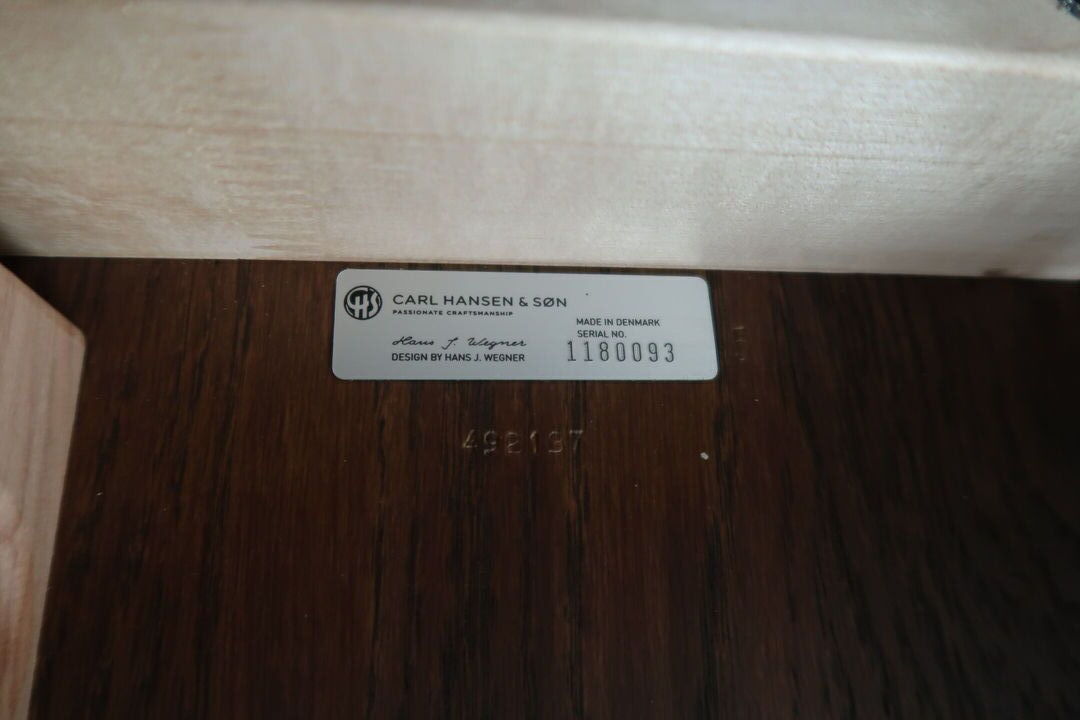 CHS
CARL HANSEN & SØN
PASSIONATE CRAFTSMANSHIP
Hans J. Wegner
DESIGN BY HANS J. WEGNER
MADE IN DENMARK
SERIAL NO.
1180093
492197